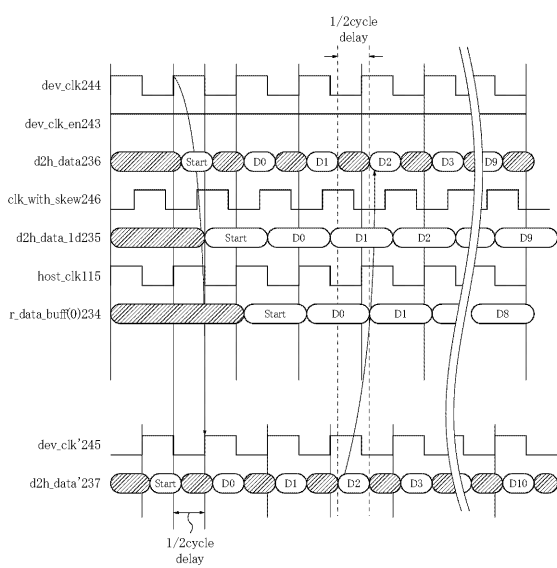 1/2cycle
delay
dev_clk244
dev_clk_en243
d2h_data236
Start D0 D1 D2 D3 D9
clk_with_skew246
d2h_data_1d235
Start D0 D1 D2 D9
host_clk115
r_data_buff(0)234
Start D0 D1 D8
dev_clk'245
d2h_data'237
Start D0 D1 D2 D3 D10
1/2cycle
delay